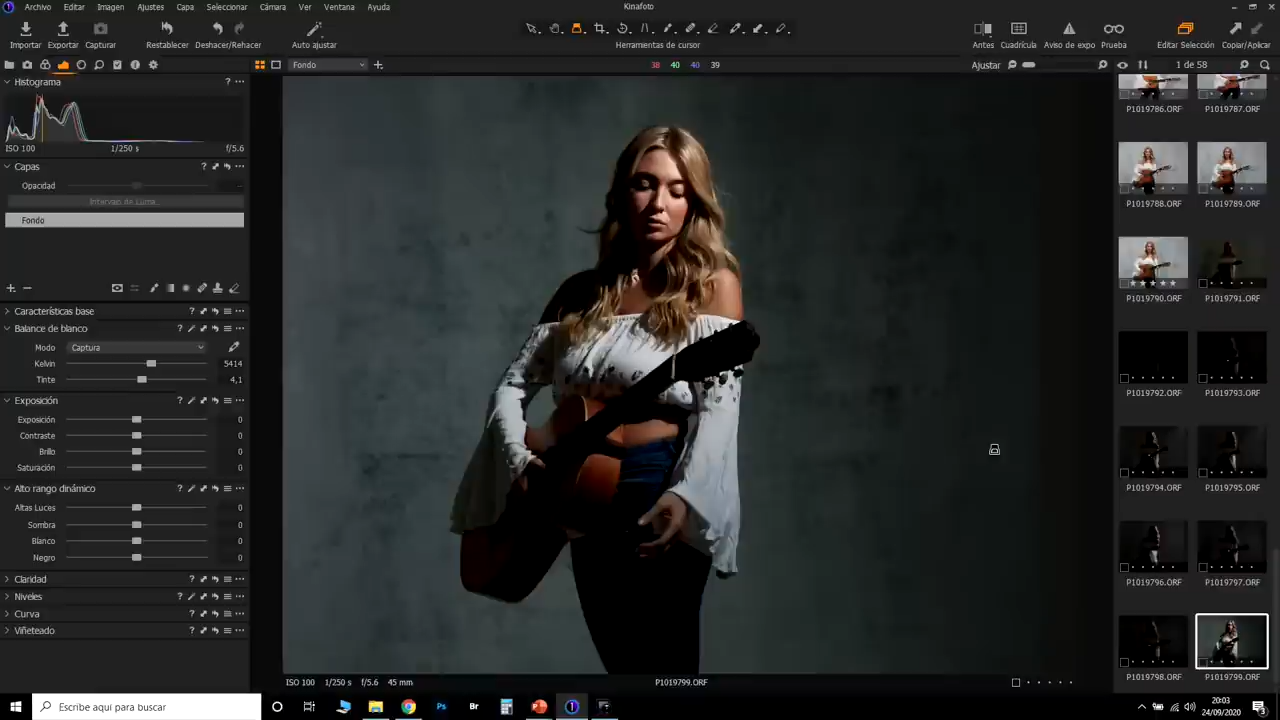 Archivo Editar Imagen Ajustes Capa Seleccionar Cámara Ver Ventana Ayuda
Kinafoto
Importar Exportar Capturar Restablecer Deshacer/Rehacer Auto ajustar
Herramientas de cursor
Antes Cuadrícula Aviso de expo Prueba Editar Selección Copiar/Aplicar
Fondo
38 40 40 39
Ajustar
1 de 58
Histograma
ISO 100 1/250 s f/5.6
Capas
Opacidad
Intervalo de Luma...
Fondo
Características base
Balance de blanco
Modo Captura
Kelvin 5414
Tinte 4,1
Exposición
Exposición 0
Contraste 0
Brillo 0
Saturación 0
Alto rango dinámico
Altas Luces 0
Sombra 0
Blanco 0
Negro 0
Claridad
Niveles
Curva
Viñeteado
P1019786.ORF P1019787.ORF
P1019788.ORF P1019789.ORF
P1019790.ORF P1019791.ORF
P1019792.ORF P1019793.ORF
P1019794.ORF P1019795.ORF
P1019796.ORF P1019797.ORF
P1019798.ORF P1019799.ORF
ISO 100 1/250 s f/5.6 45 mm
P1019799.ORF
Escribe aquí para buscar
Ps
Br
20:03
24/09/2020